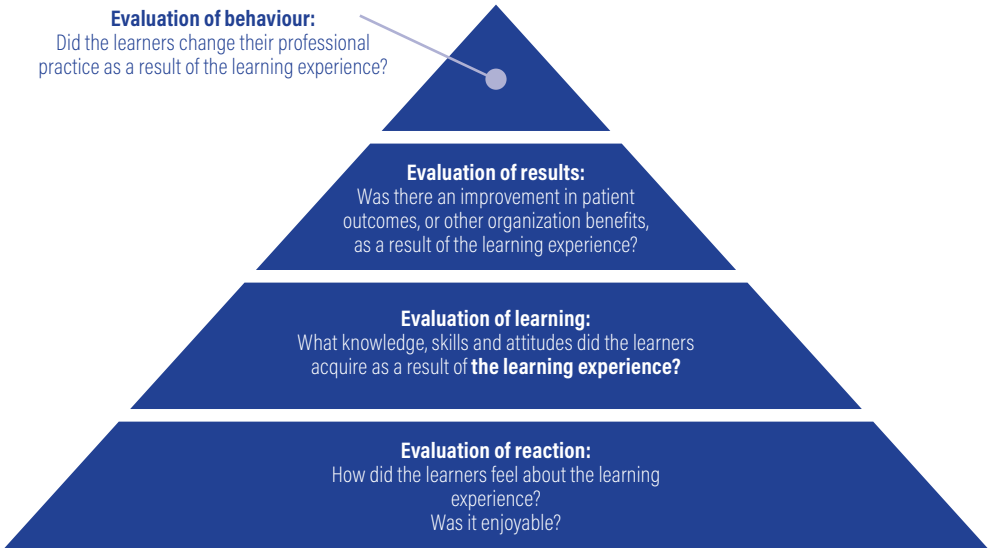 Evaluation of behaviour:
Did the learners change their professional
practice as a result of the learning experience?
Evaluation of results:
Was there an improvement in patient
outcomes, or other organization benefits,
as a result of the learning experience?
Evaluation of learning:
What knowledge, skills and attitudes did the learners
acquire as a result of the learning experience?
Evaluation of reaction:
How did the learners feel about the learning
experience?
Was it enjoyable?